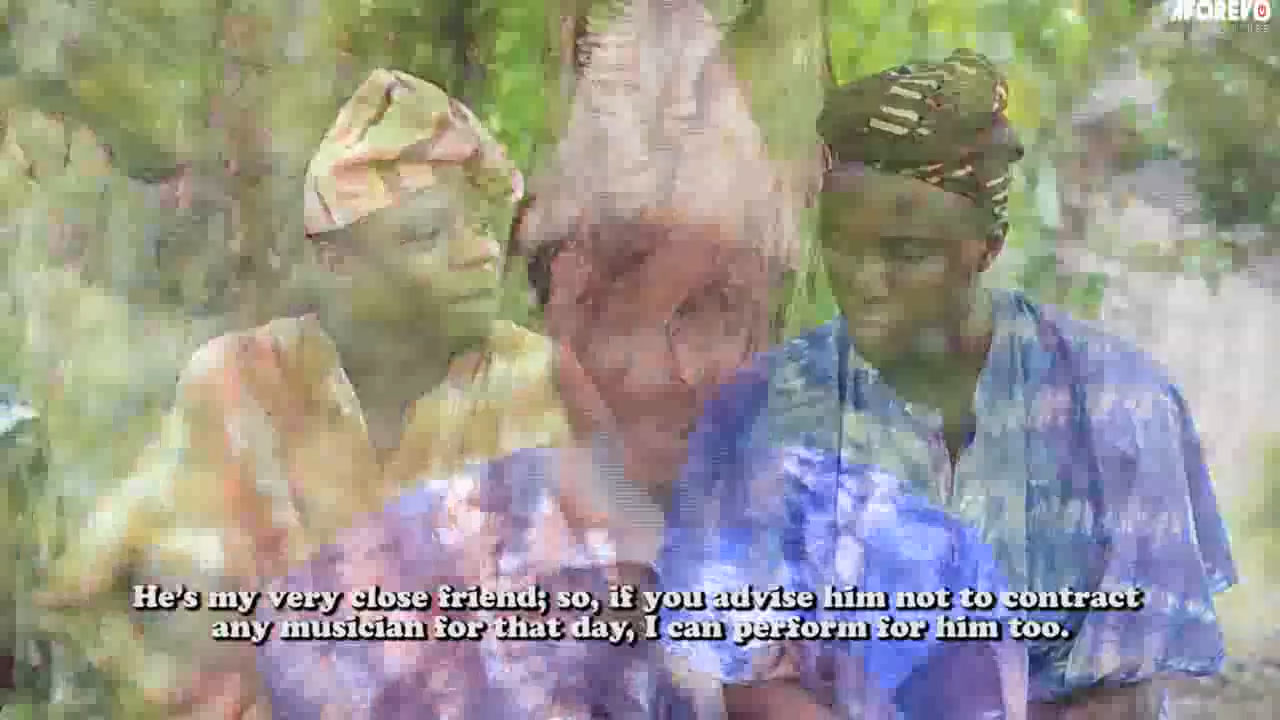 He's my very close friend; so, if you advise him not to contract
any musician for that day, I can perform for him too.